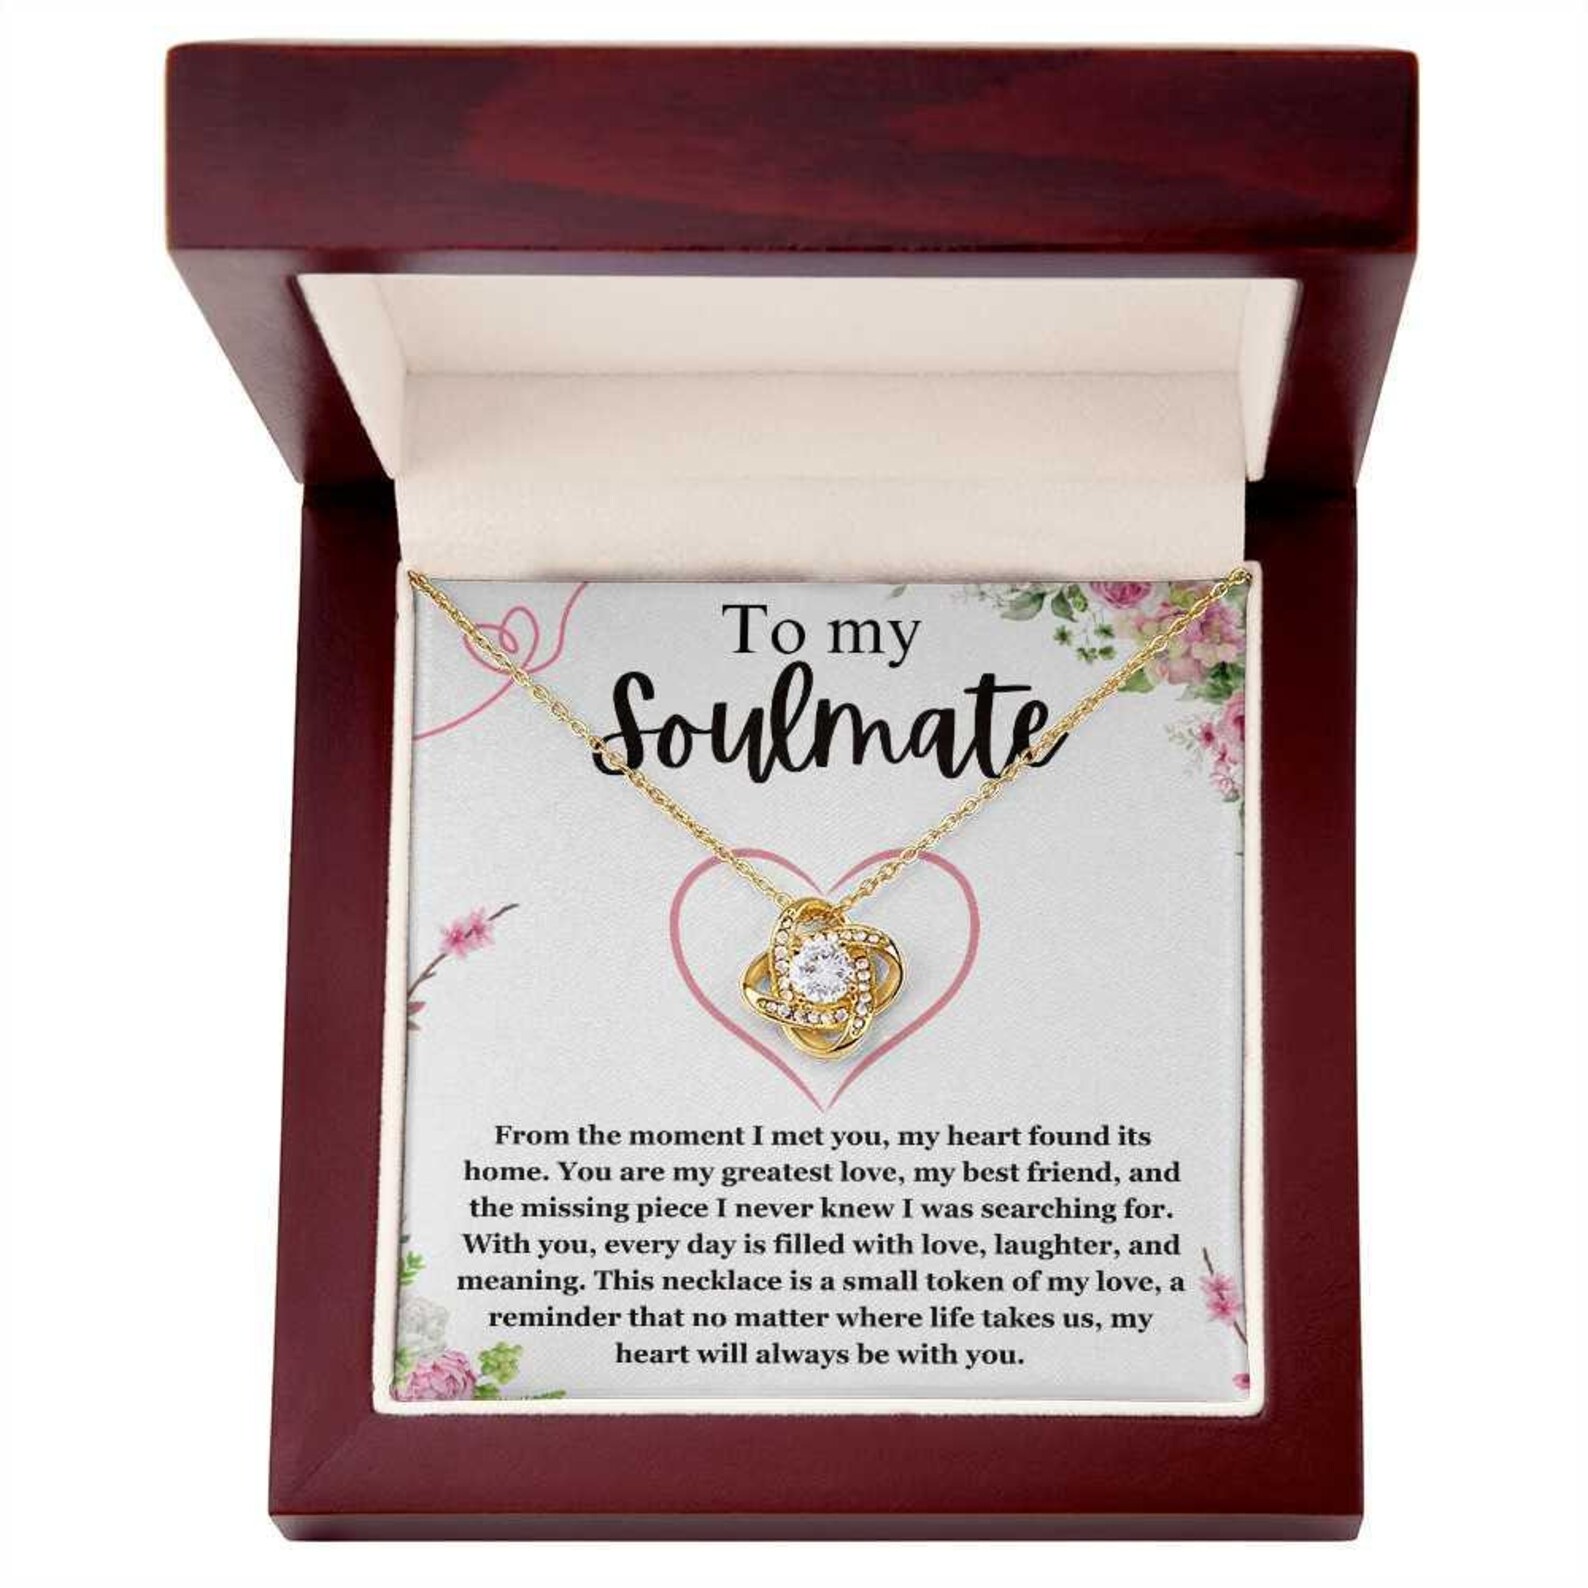 To my
Soulmate
From the moment I met you, my heart found its
home. You are my greatest love, my best friend, and
the missing piece I never knew I was searching for.
With you, every day is filled with love, laughter, and
meaning. This necklace is a small token of my love, a
reminder that no matter where life takes us, my
heart will always be with you.